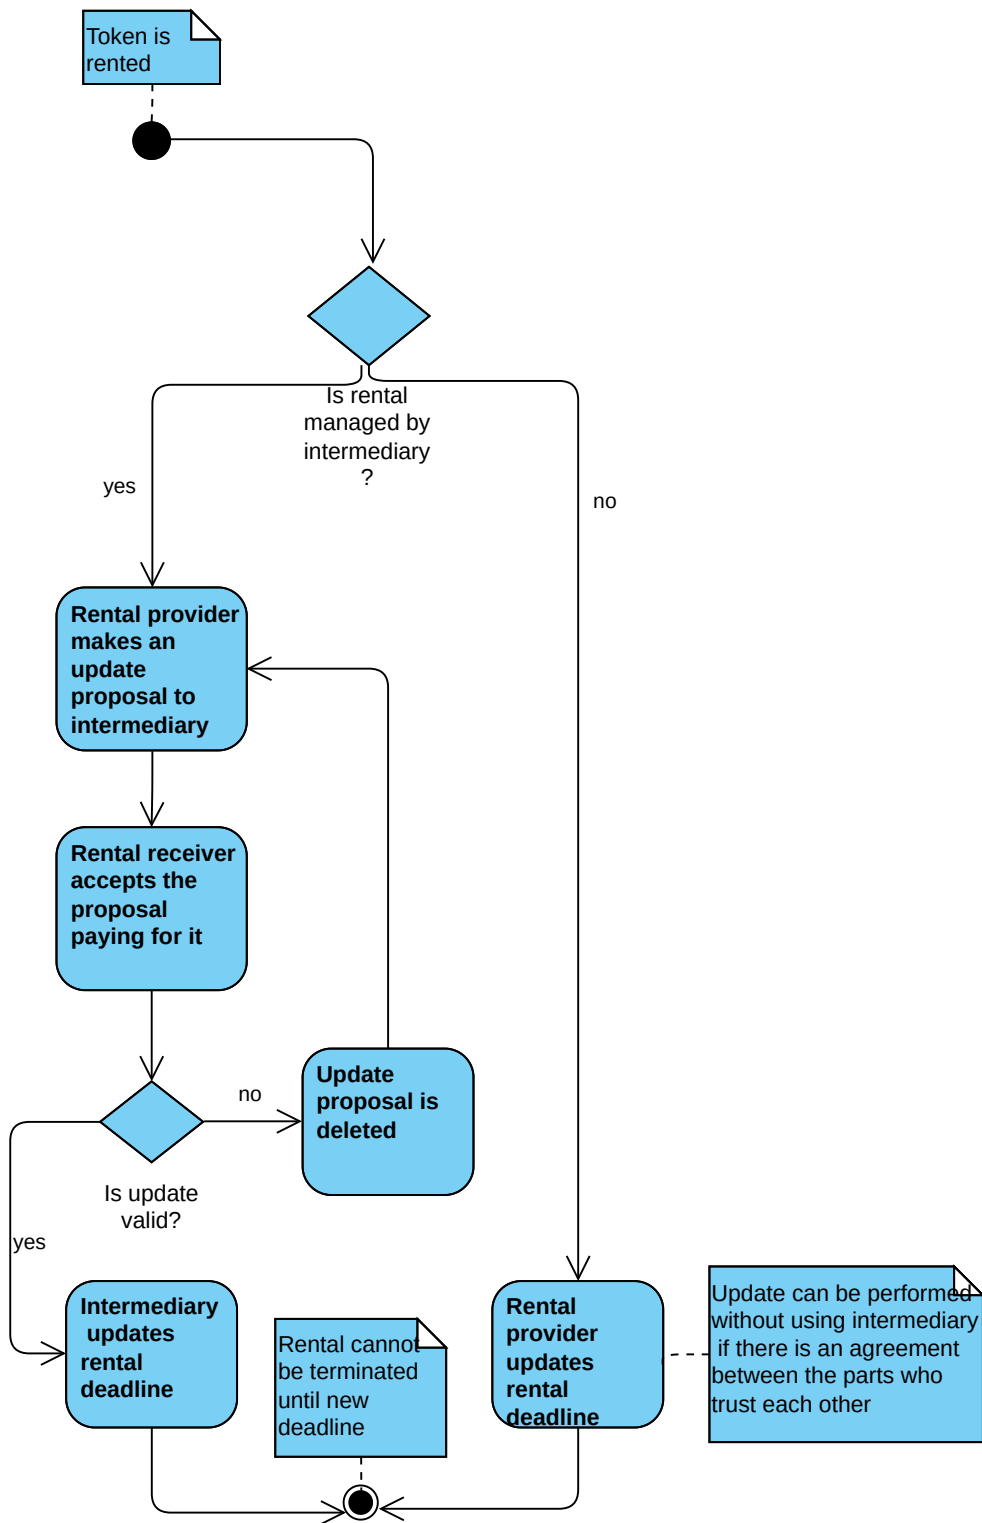 Token is
rented
Is rental
managed by
intermediary
?
yes
no
Rental provider
makes an
update
proposal to
intermediary
Rental receiver
accepts the
proposal
paying for it
no
Update
proposal is
deleted
Is update
valid?
yes
Intermediary
updates
rental
deadline
Rental cannot
be terminated
until new
deadline
Rental
provider
updates
rental
deadline
Update can be performed
without using intermediary
if there is an agreement
between the parts who
trust each other